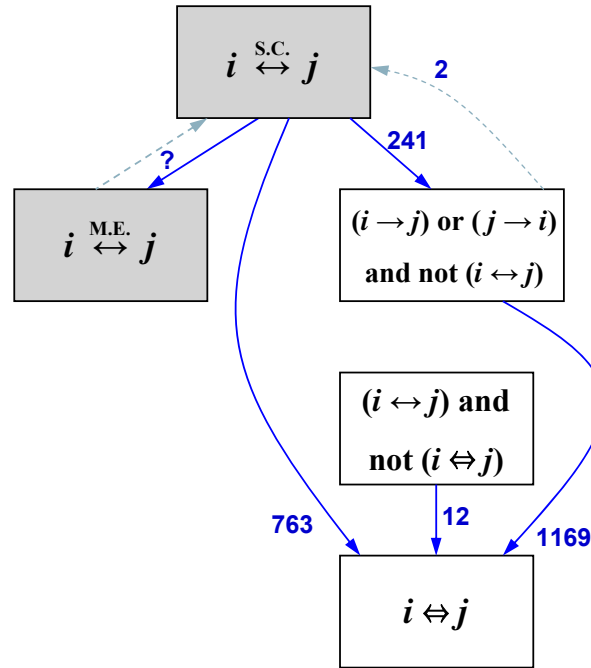 S.C.
i ↔ j
2
?
241
M.E.
i ↔ j
(i → j) or (j → i)
and not (i ↔ j)
(i ↔ j) and
not (i ⇔ j)
763
12
1169
i ⇔ j